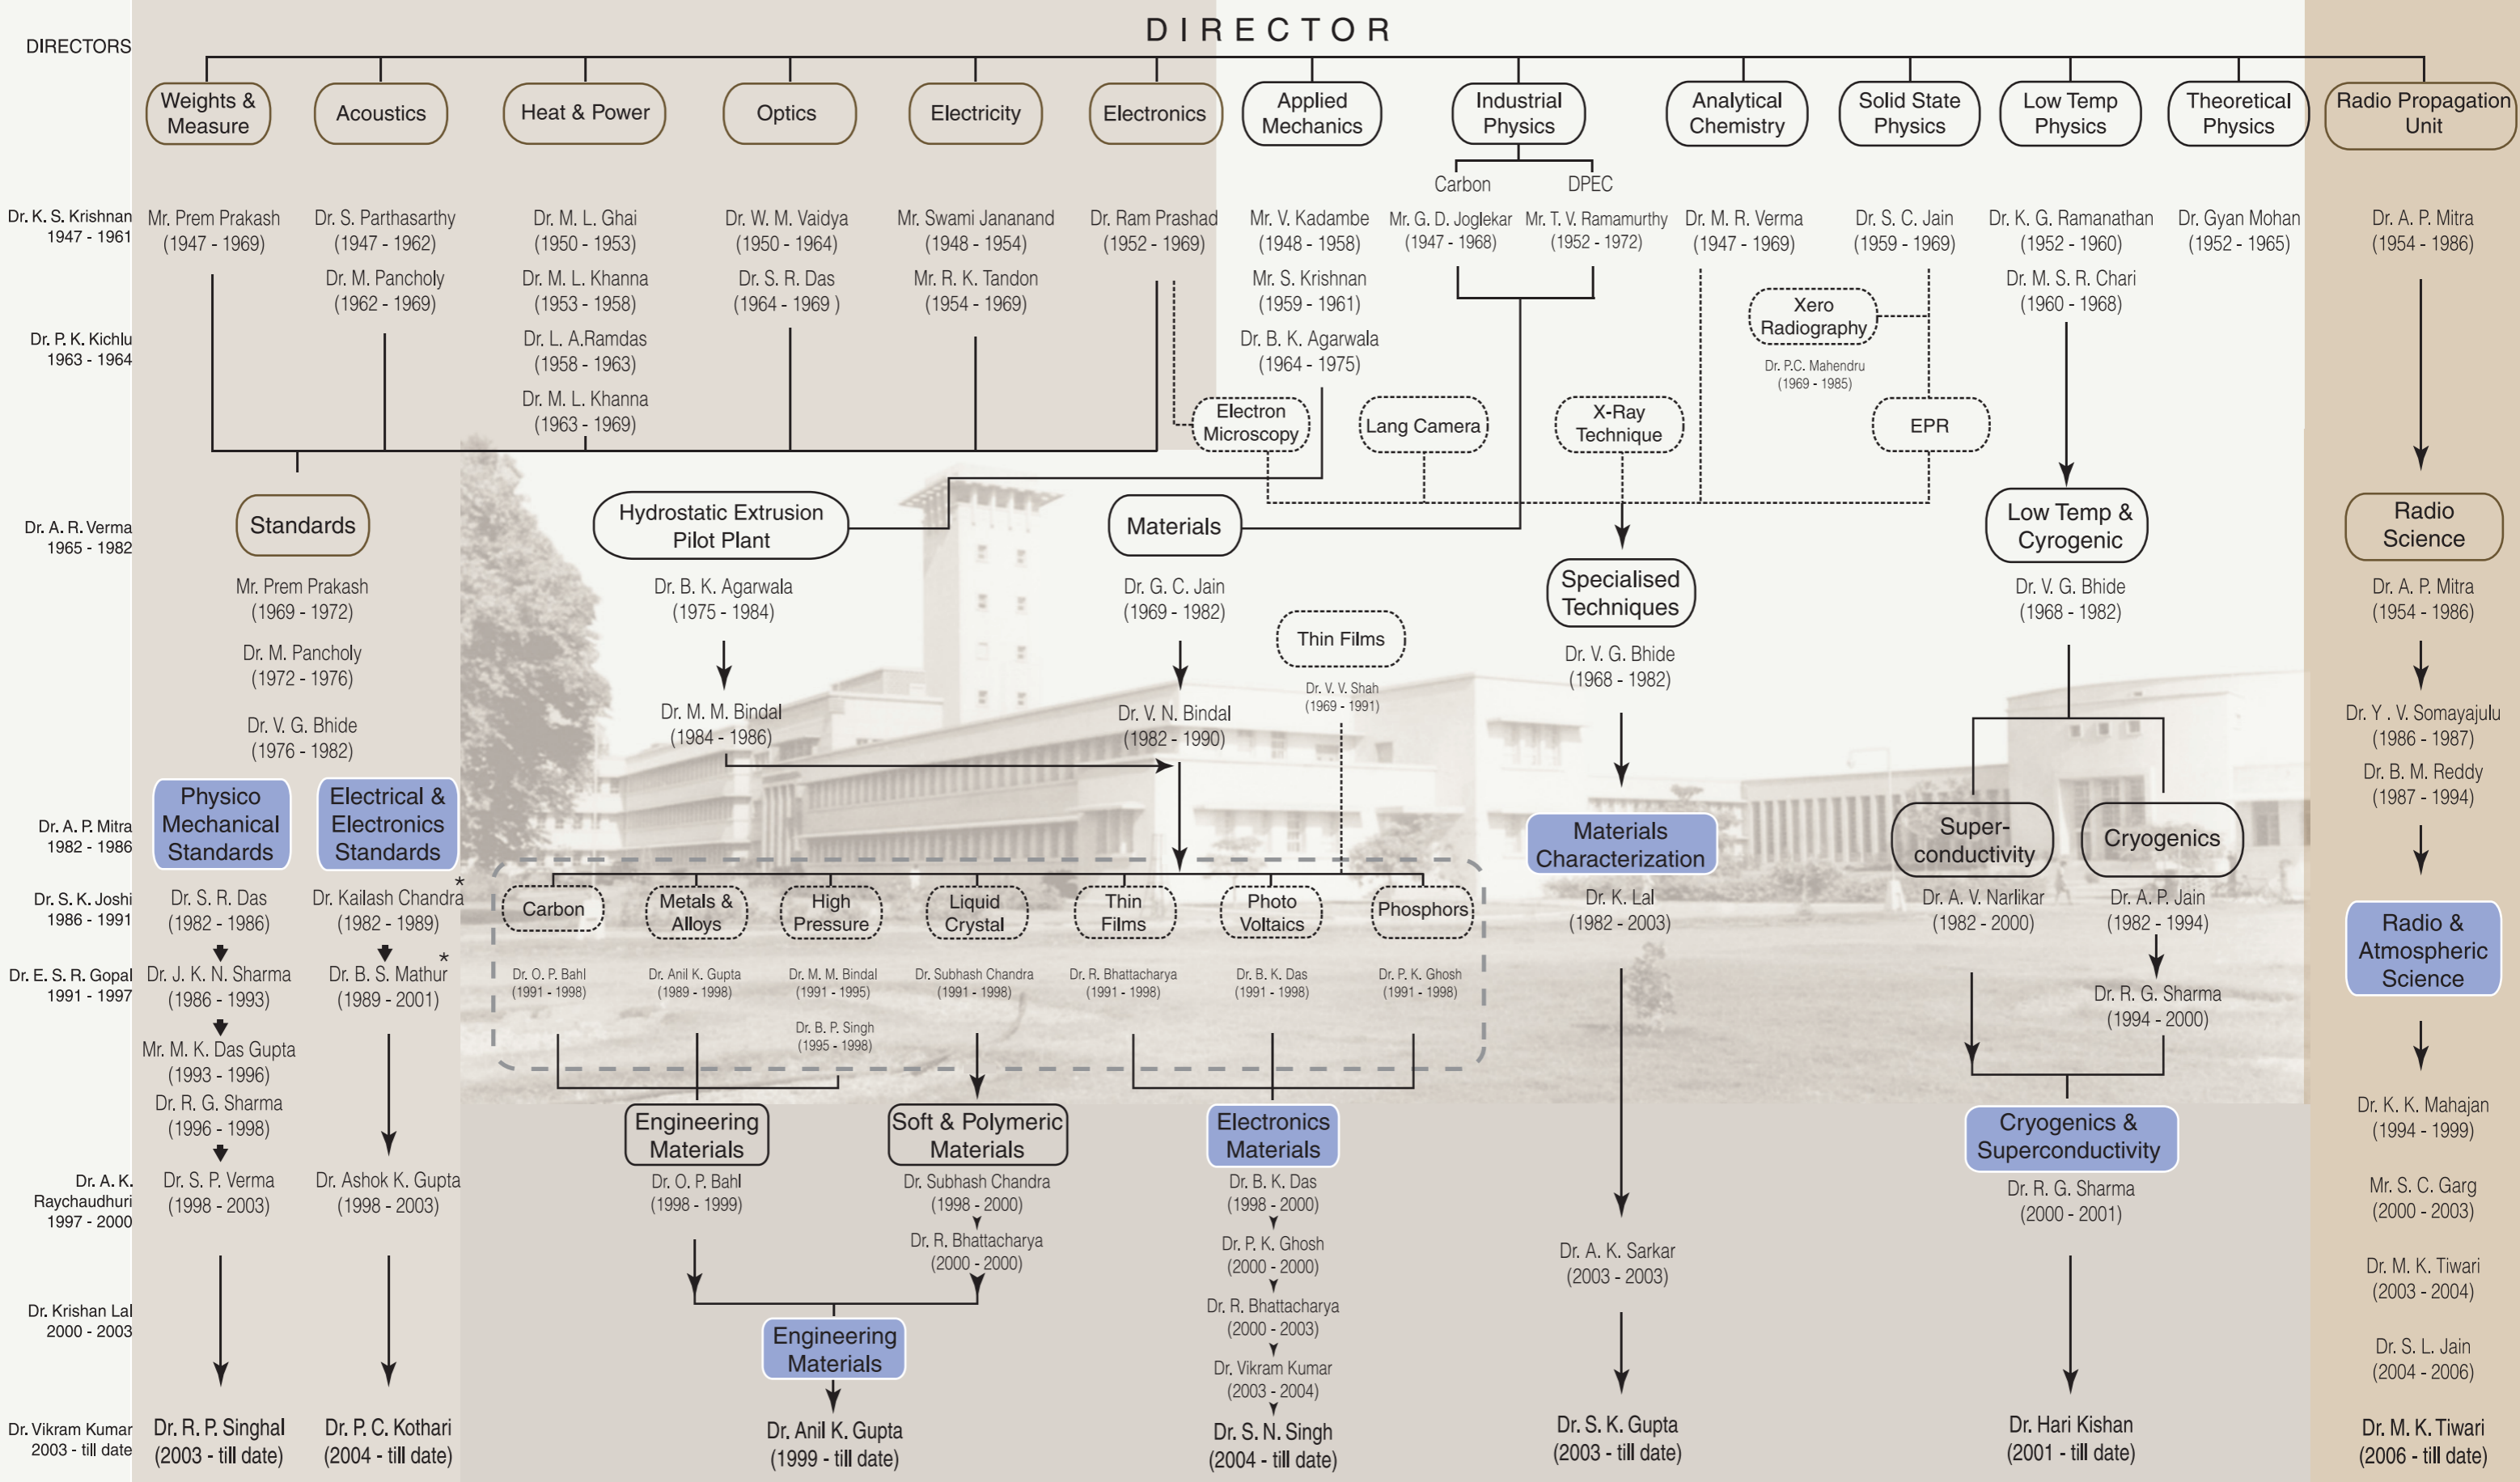 DIRECTOR
DIRECTORS
Weights &
Measure
Acoustics
Heat & Power
Optics
Electricity
Electronics
Applied
Mechanics
Industrial
Physics
Analytical
Chemistry
Solid State
Physics
Low Temp
Physics
Theoretical
Physics
Radio Propagation
Unit
Carbon
DPEC
Dr. K. S. Krishnan
1947 - 1961
Mr. Prem Prakash
(1947 - 1969)
Dr. S. Parthasarthy
(1947 - 1962)
Dr. M. Pancholy
(1962 - 1969)
Dr. M. L. Ghai
(1950 - 1953)
Dr. M. L. Khanna
(1953 - 1958)
Dr. L. A.Ramdas
(1958 - 1963)
Dr. M. L. Khanna
(1963 - 1969)
Dr. W. M. Vaidya
(1950 - 1964)
Dr. S. R. Das
(1964 - 1969 )
Mr. Swami Jananand
(1948 - 1954)
Mr. R. K. Tandon
(1954 - 1969)
Dr. Ram Prashad
(1952 - 1969)
Mr. V. Kadambe
(1948 - 1958)
Mr. S. Krishnan
(1959 - 1961)
Dr. B. K. Agarwala
(1964 - 1975)
Mr. G. D. Joglekar
(1947 - 1968)
Mr. T. V. Ramamurthy
(1952 - 1972)
Dr. M. R. Verma
(1947 - 1969)
Dr. S. C. Jain
(1959 - 1969)
Dr. K. G. Ramanathan
(1952 - 1960)
Dr. M. S. R. Chari
(1960 - 1968)
Dr. Gyan Mohan
(1952 - 1965)
Dr. A. P. Mitra
(1954 - 1986)
Dr. P. K. Kichlu
1963 - 1964
Xero
Radiography
Dr. P.C. Mahendru
(1969 - 1985)
Electron
Microscopy
Lang Camera
X-Ray
Technique
EPR
Dr. A. R. Verma
1965 - 1982
Standards
Hydrostatic Extrusion
Pilot Plant
Materials
Specialised
Techniques
Low Temp &
Cyrogenic
Radio
Science
Mr. Prem Prakash
(1969 - 1972)
Dr. M. Pancholy
(1972 - 1976)
Dr. V. G. Bhide
(1976 - 1982)
Dr. B. K. Agarwala
(1975 - 1984)
Dr. M. M. Bindal
(1984 - 1986)
Dr. G. C. Jain
(1969 - 1982)
Dr. V. N. Bindal
(1982 - 1990)
Thin Films
Dr. V. V. Shah
(1969 - 1991)
Dr. V. G. Bhide
(1968 - 1982)
Dr. V. G. Bhide
(1968 - 1982)
Dr. A. P. Mitra
(1954 - 1986)
Dr. Y . V. Somayajulu
(1986 - 1987)
Dr. B. M. Reddy
(1987 - 1994)
Dr. A. P. Mitra
1982 - 1986
Physico
Mechanical
Standards
Electrical &
Electronics
Standards
Materials
Characterization
Super-
conductivity
Cryogenics
Dr. S. K. Joshi
1986 - 1991
Dr. S. R. Das
(1982 - 1986)
Dr. Kailash Chandra*
(1982 - 1989)
Carbon
Metals &
Alloys
High
Pressure
Liquid
Crystal
Thin
Films
Photo
Voltaics
Phosphors
Dr. K. Lal
(1982 - 2003)
Dr. A. V. Narlikar
(1982 - 2000)
Dr. A. P. Jain
(1982 - 1994)
Radio &
Atmospheric
Science
Dr. E. S. R. Gopal
1991 - 1997
Dr. J. K. N. Sharma
(1986 - 1993)
Dr. B. S. Mathur*
(1989 - 2001)
Dr. O. P. Bahl
(1991 - 1998)
Dr. Anil K. Gupta
(1989 - 1998)
Dr. M. M. Bindal
(1991 - 1995)
Dr. B. P. Singh
(1995 - 1998)
Dr. Subhash Chandra
(1991 - 1998)
Dr. R. Bhattacharya
(1991 - 1998)
Dr. B. K. Das
(1991 - 1998)
Dr. P. K. Ghosh
(1991 - 1998)
Dr. R. G. Sharma
(1994 - 2000)
Mr. M. K. Das Gupta
(1993 - 1996)
Dr. R. G. Sharma
(1996 - 1998)
Engineering
Materials
Soft & Polymeric
Materials
Electronics
Materials
Cryogenics &
Superconductivity
Dr. K. K. Mahajan
(1994 - 1999)
Dr. A. K.
Raychaudhuri
1997 - 2000
Dr. S. P. Verma
(1998 - 2003)
Dr. Ashok K. Gupta
(1998 - 2003)
Dr. O. P. Bahl
(1998 - 1999)
Dr. Subhash Chandra
(1998 - 2000)
Dr. R. Bhattacharya
(2000 - 2000)
Dr. B. K. Das
(1998 - 2000)
Dr. P. K. Ghosh
(2000 - 2000)
Dr. R. Bhattacharya
(2000 - 2003)
Dr. Vikram Kumar
(2003 - 2004)
Dr. A. K. Sarkar
(2003 - 2003)
Dr. R. G. Sharma
(2000 - 2001)
Mr. S. C. Garg
(2000 - 2003)
Dr. M. K. Tiwari
(2003 - 2004)
Dr. S. L. Jain
(2004 - 2006)
Dr. Krishan Lal
2000 - 2003
Engineering
Materials
Dr. Vikram Kumar
2003 - till date
Dr. R. P. Singhal
(2003 - till date)
Dr. P. C. Kothari
(2004 - till date)
Dr. Anil K. Gupta
(1999 - till date)
Dr. S. N. Singh
(2004 - till date)
Dr. S. K. Gupta
(2003 - till date)
Dr. Hari Kishan
(2001 - till date)
Dr. M. K. Tiwari
(2006 - till date)